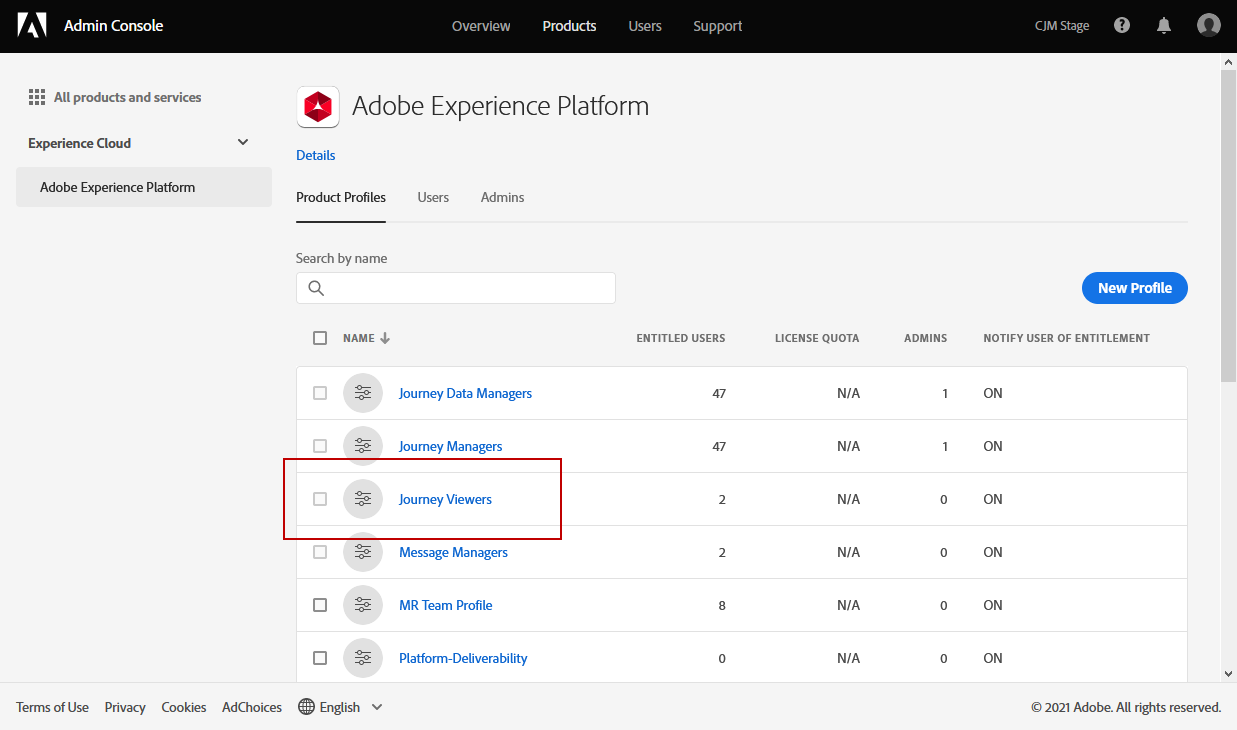 Admin Console Overview Products Users Support CJM Stage
All products and services
Experience Cloud
Adobe Experience Platform
Adobe Experience Platform
Details
Product Profiles Users Admins
Search by name
New Profile
NAME ENTITLED USERS LICENSE QUOTA ADMINS NOTIFY USER OF ENTITLEMENT
Journey Data Managers 47 N/A 1 ON
Journey Managers 47 N/A 1 ON
Journey Viewers 2 N/A 0 ON
Message Managers 2 N/A 0 ON
MR Team Profile 8 N/A 0 ON
Platform-Deliverability 0 N/A 0 ON
Terms of Use Privacy Cookies AdChoices English © 2021 Adobe. All rights reserved.